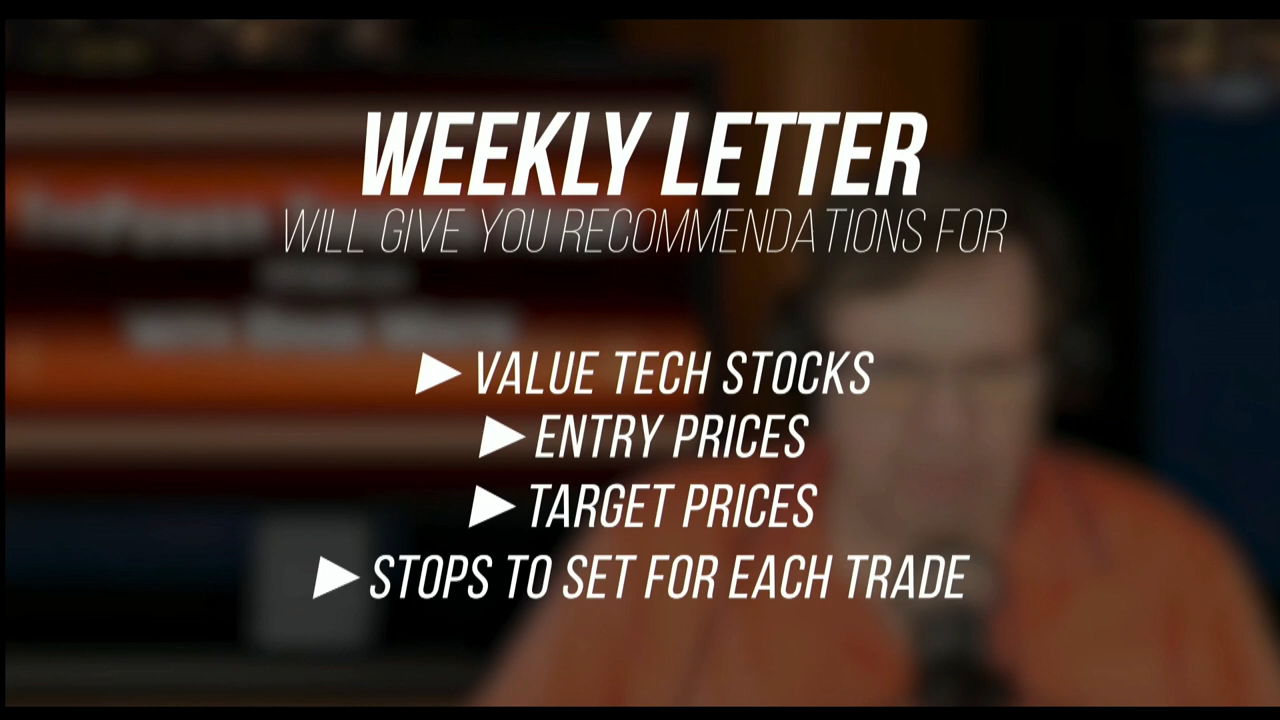 WEEKLY LETTER
WILL GIVE YOU RECOMMENDATIONS FOR
▶ VALUE TECH STOCKS
▶ ENTRY PRICES
▶ TARGET PRICES
▶ STOPS TO SET FOR EACH TRADE